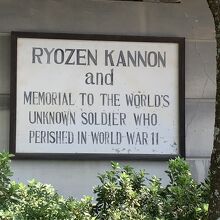 RYOZEN KANNON
and
MEMORIAL TO THE WORLD'S
UNKNOWN SOLDIER WHO
PERISHED IN WORLD WAR II